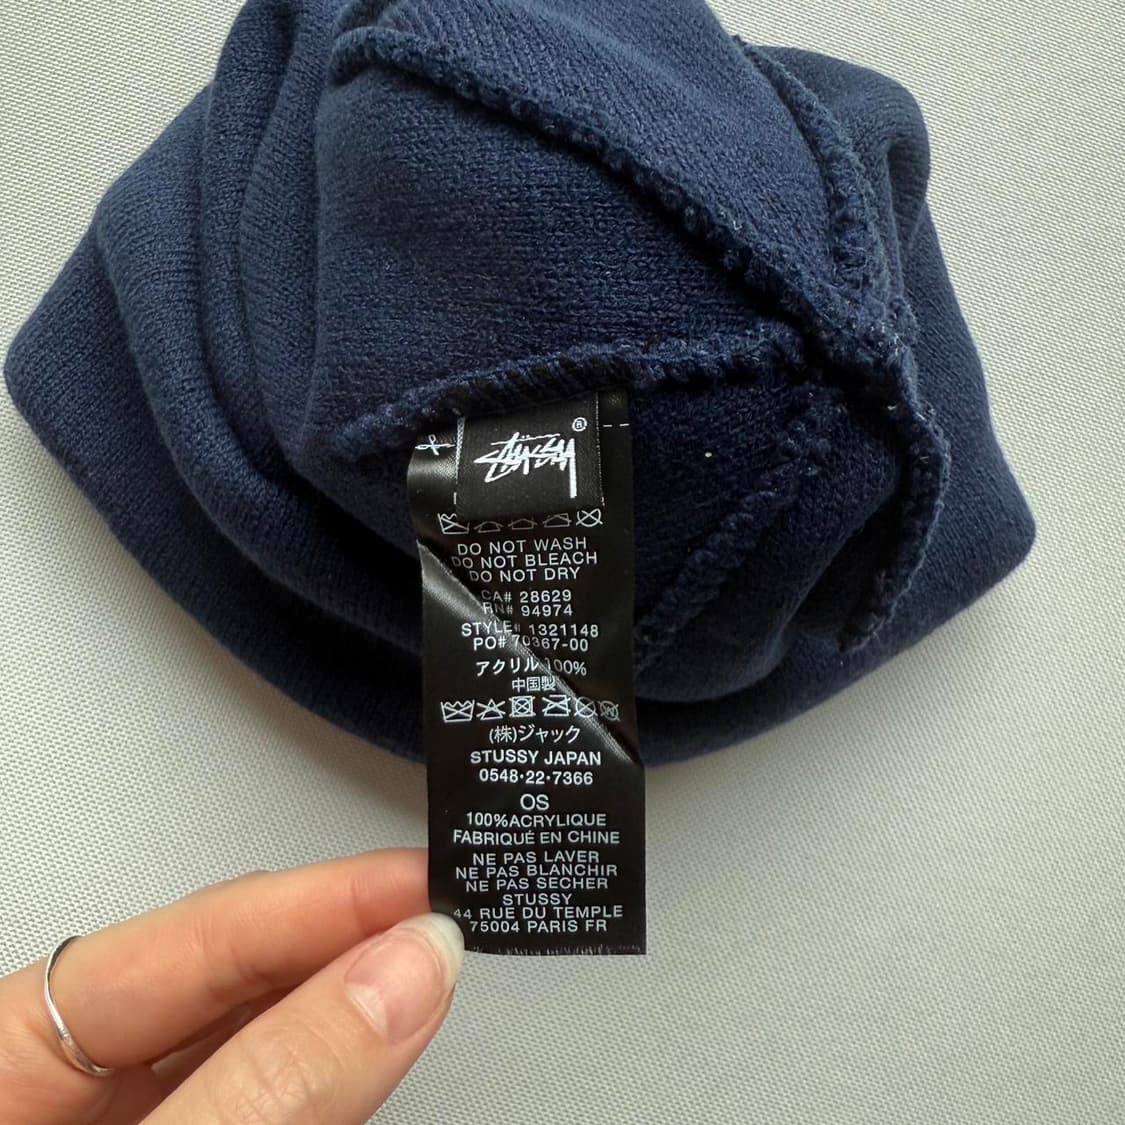 STÜSSY®
DO NOT WASH
DO NOT BLEACH
DO NOT DRY
CA# 28629
RN# 94974
STYLE# 1321148
PO# 70367-00
アクリル100%
中国製
(株)ジャック
STUSSY JAPAN
0548·22·7366
OS
100%ACRYLIQUE
FABRIQUÉ EN CHINE
NE PAS LAVER
NE PAS BLANCHIR
NE PAS SECHER
STUSSY
44 RUE DU TEMPLE
75004 PARIS FR